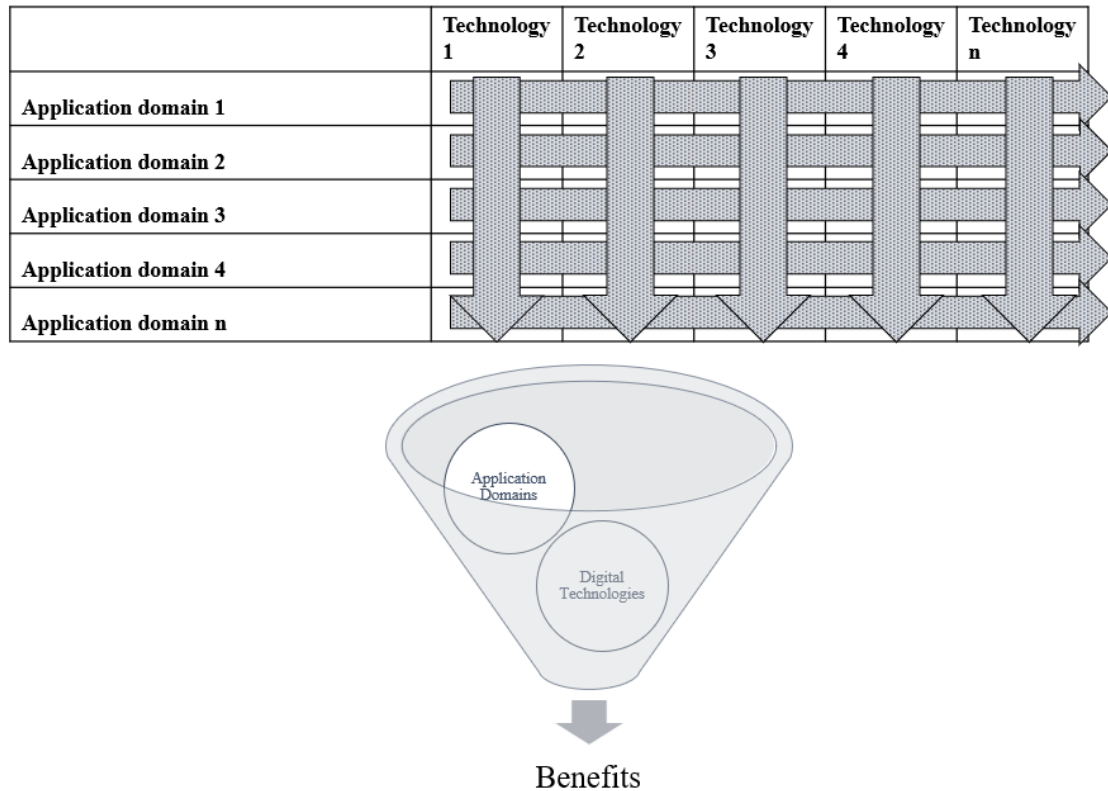 Technology 1
Technology 2
Technology 3
Technology 4
Technology n
Application domain 1
Application domain 2
Application domain 3
Application domain 4
Application domain n
Application
Domains
Digital
Technologies
Benefits